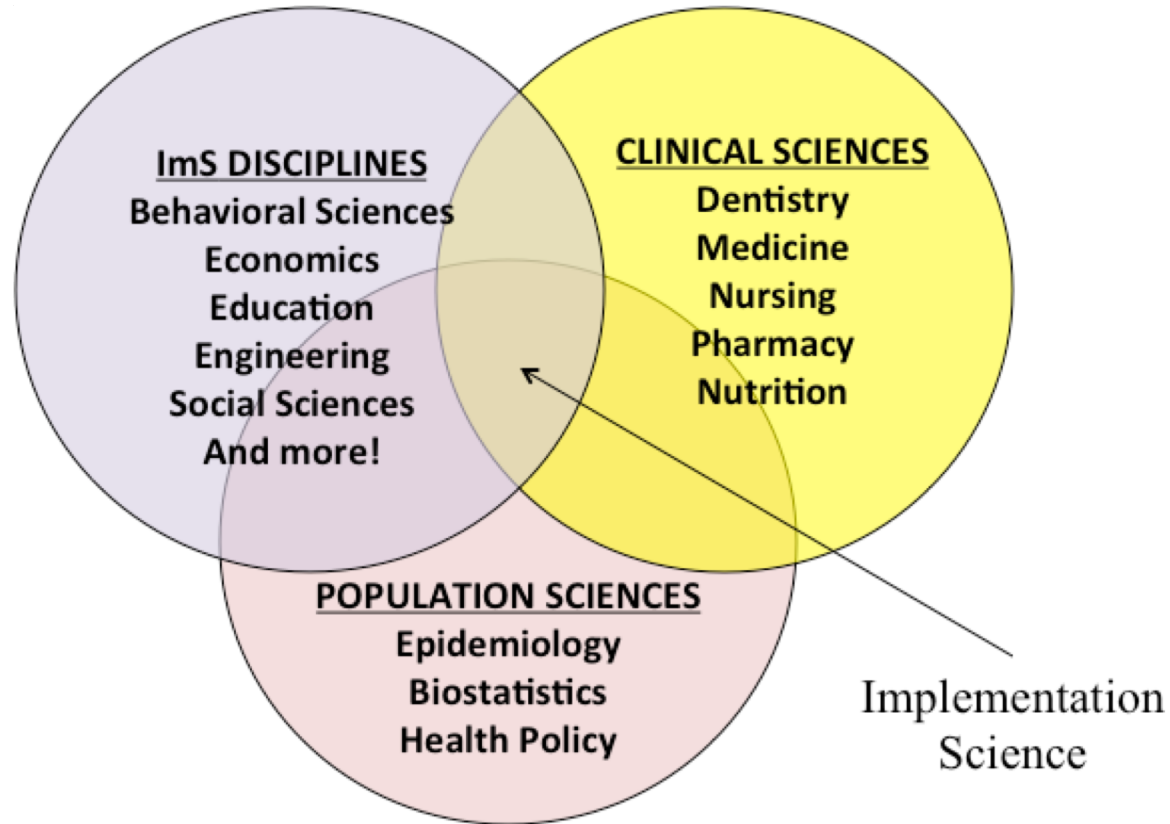 ImS DISCIPLINES
Behavioral Sciences
Economics
Education
Engineering
Social Sciences
And more!
CLINICAL SCIENCES
Dentistry
Medicine
Nursing
Pharmacy
Nutrition
POPULATION SCIENCES
Epidemiology
Biostatistics
Health Policy
Implementation
Science